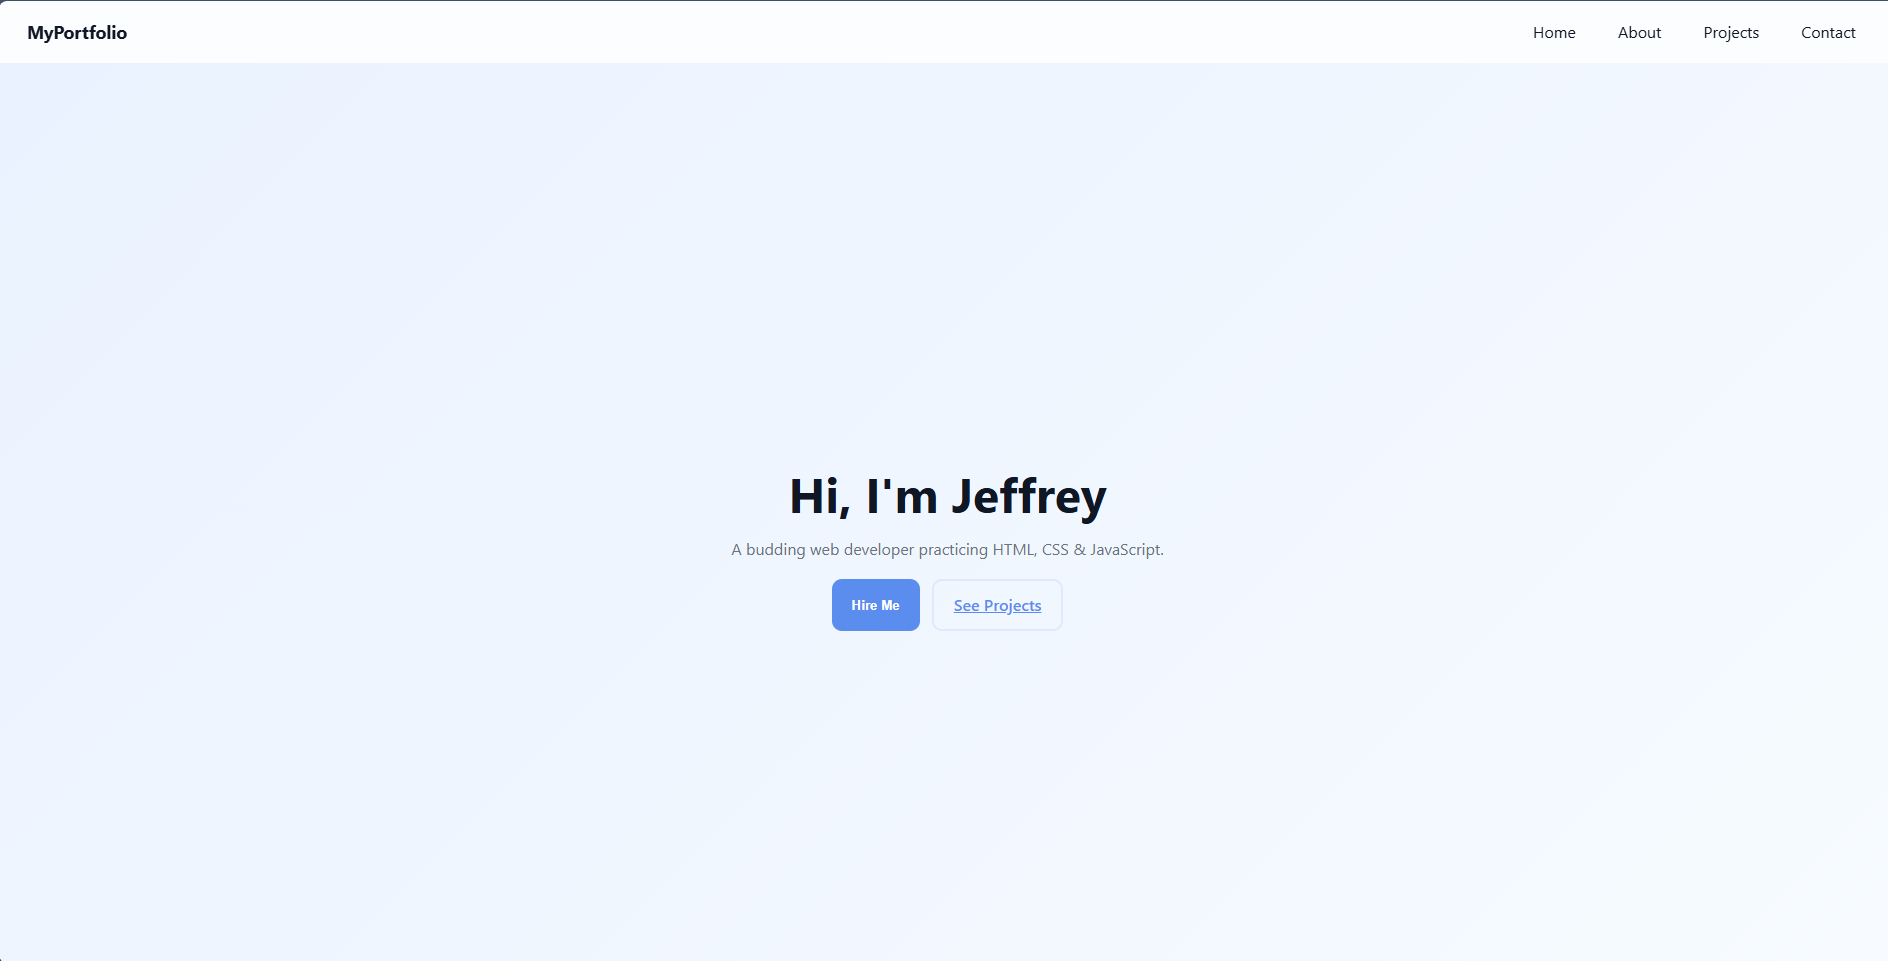 MyPortfolio
Home About Projects Contact
Hi, I'm Jeffrey
A budding web developer practicing HTML, CSS & JavaScript.
Hire Me See Projects